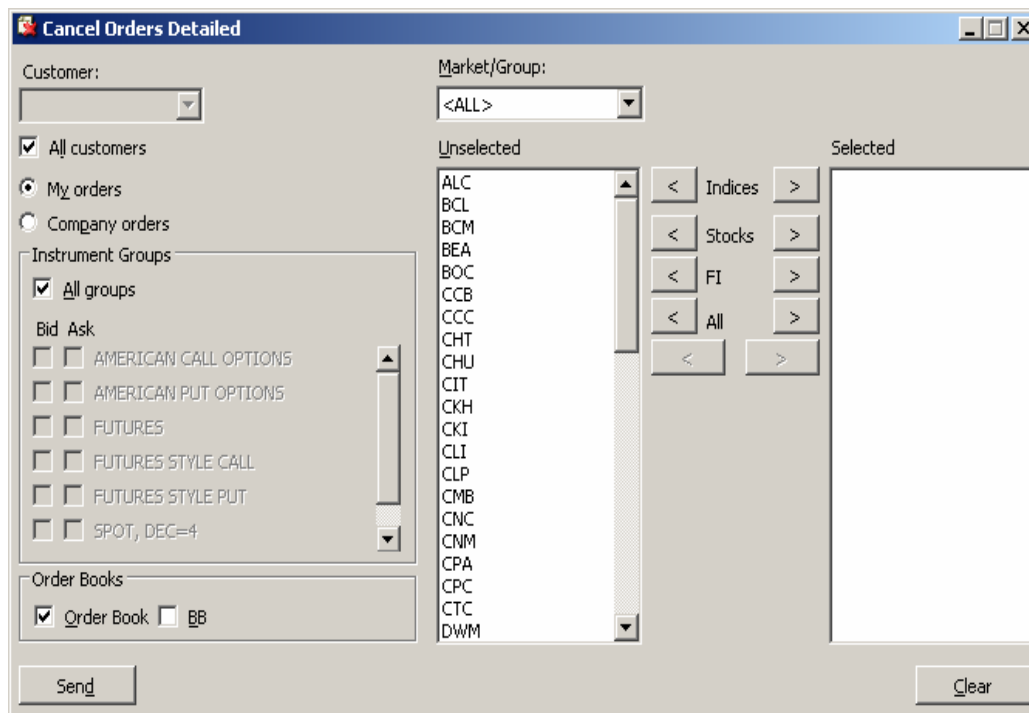 Cancel Orders Detailed
Customer:
All customers
My orders
Company orders
Instrument Groups
All groups
Bid Ask
AMERICAN CALL OPTIONS
AMERICAN PUT OPTIONS
FUTURES
FUTURES STYLE CALL
FUTURES STYLE PUT
SPOT, DEC=4
Order Books
Order Book BB
Send
Market/Group:
<ALL>
Unselected
ALC
BCL
BCM
BEA
BOC
CCB
CCC
CHT
CHU
CIT
CKH
CKI
CLI
CLP
CMB
CNC
CNM
CPA
CPC
CTC
DWM
< Indices >
< Stocks >
< FI >
< All >
< >
Selected
Clear